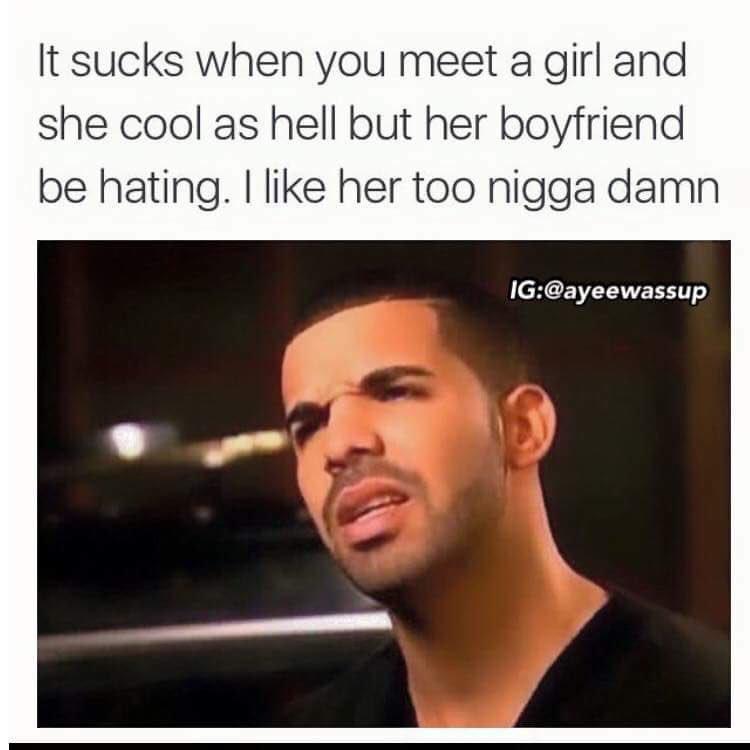 It sucks when you meet a girl and
she cool as hell but her boyfriend
be hating. I like her too nigga damn
IG:@ayeewassup